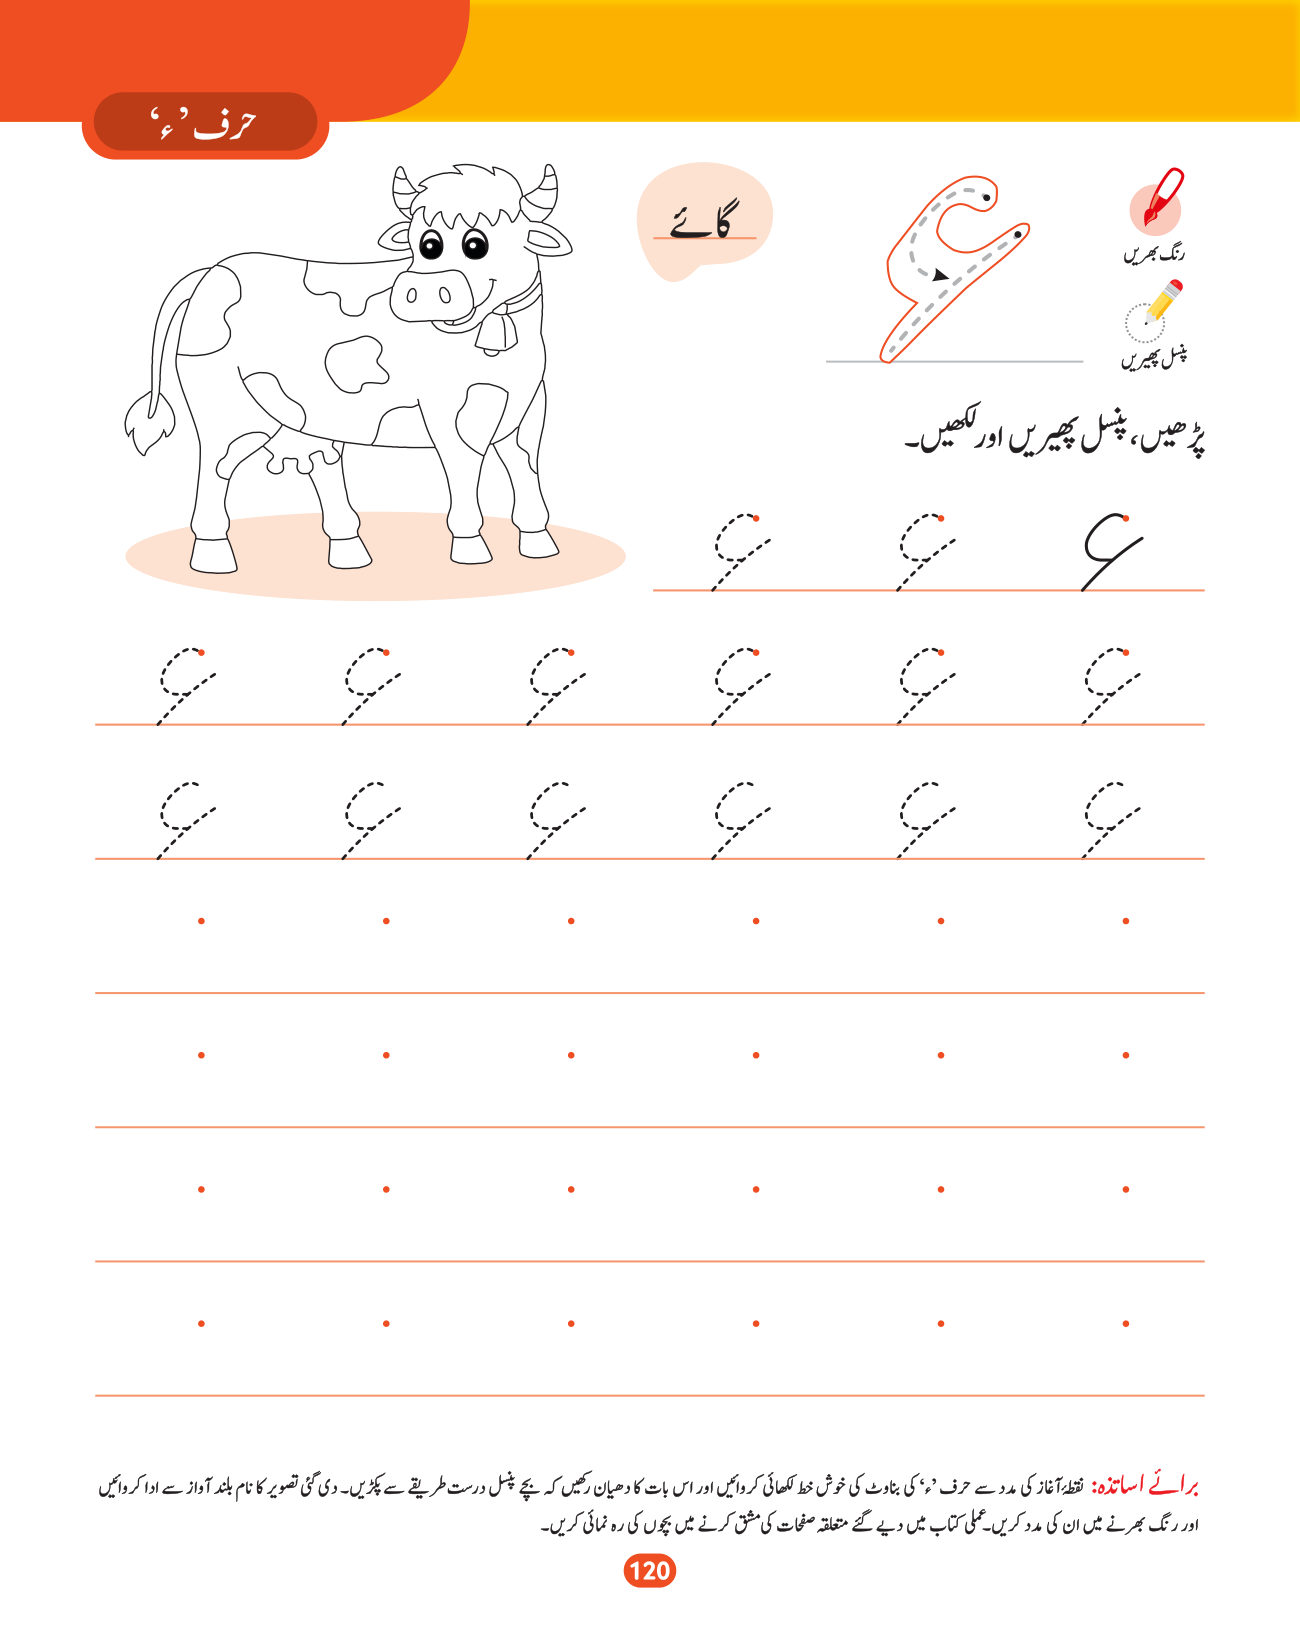 حرف ’ء‘
گائے
رنگ بھریں
پنسل پھیریں
پڑھیں، پنسل پھیریں اور لکھیں۔
ء ء ء
ء ء ء ء ء ء
ء ء ء ء ء ء
برائے اساتذہ: نقطۂ آغاز کی مدد سے حرف ’ء‘ کی بناوٹ کی خوش خط لکھائی کروائیں اور اس بات کا دھیان رکھیں کہ بچے پنسل درست طریقے سے پکڑیں۔ دی گئی تصویر کا نام بلند آواز سے ادا کروائیں
اور رنگ بھرنے میں ان کی مدد کریں۔ عملی کتاب میں دیے گئے متعلقہ صفحات کی مشق کرنے میں بچوں کی رہ نمائی کریں۔
120